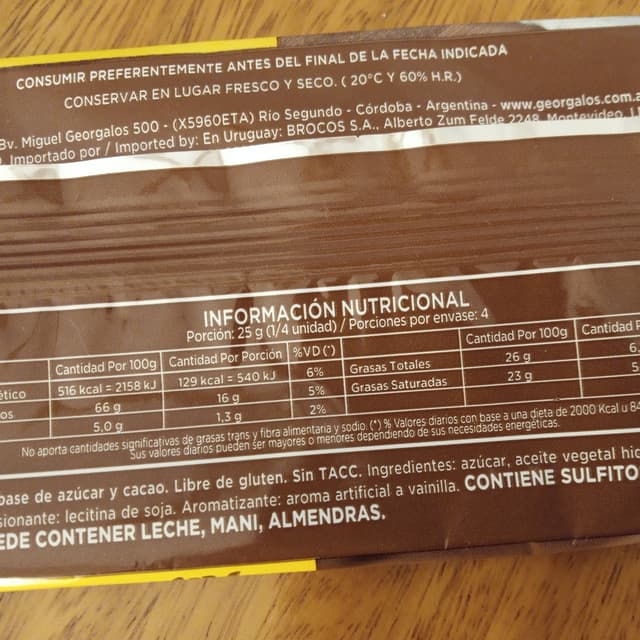 CONSUMIR PREFERENTEMENTE ANTES DEL FINAL DE LA FECHA INDICADA
CONSERVAR EN LUGAR FRESCO Y SECO. ( 20°C Y 60% H.R.)
Bv. Miguel Georgalos 500 - (X5960ETA) Río Segundo - Córdoba - Argentina - www.georgalos.com.a
Importado por / Imported by: En Uruguay: BROCOS S.A., Alberto Zum Felde 2248, Montevideo,
INFORMACIÓN NUTRICIONAL
Porción: 25 g (1/4 unidad) / Porciones por envase: 4
Cantidad Por 100g Cantidad Por Porción %VD (*) Cantidad Por 100g Cantidad
ético 516 kcal = 2158 kJ 129 kcal = 540 kJ 6% Grasas Totales 26 g 6,
os 66 g 16 g 5% Grasas Saturadas 23 g 5
5,0 g 1,3 g 2%
No aporta cantidades significativas de grasas trans y fibra alimentaria y sodio. (*) % Valores diarios con base a una dieta de 2000 Kcal u 84
Sus valores diarios pueden ser mayores o menores dependiendo de sus necesidades energéticas.
base de azúcar y cacao. Libre de gluten. Sin TACC. Ingredientes: azúcar, aceite vegetal hid
sionante: lecitina de soja. Aromatizante: aroma artificial a vainilla. CONTIENE SULFITO
EDE CONTENER LECHE, MANI, ALMENDRAS.